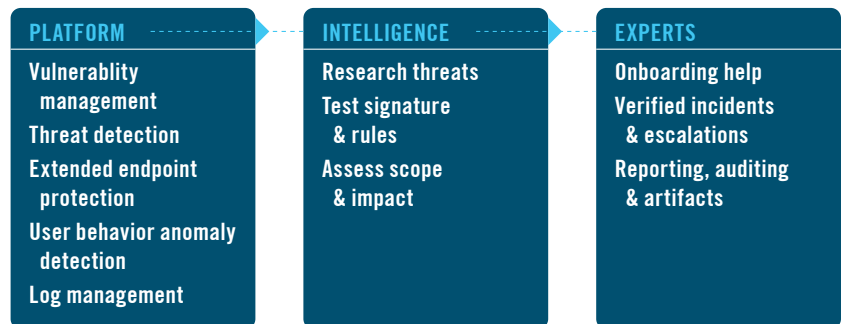 PLATFORM
Vulnerablity
management
Threat detection
Extended endpoint
protection
User behavior anomaly
detection
Log management
INTELLIGENCE
Research threats
Test signature
& rules
Assess scope
& impact
EXPERTS
Onboarding help
Verified incidents
& escalations
Reporting, auditing
& artifacts